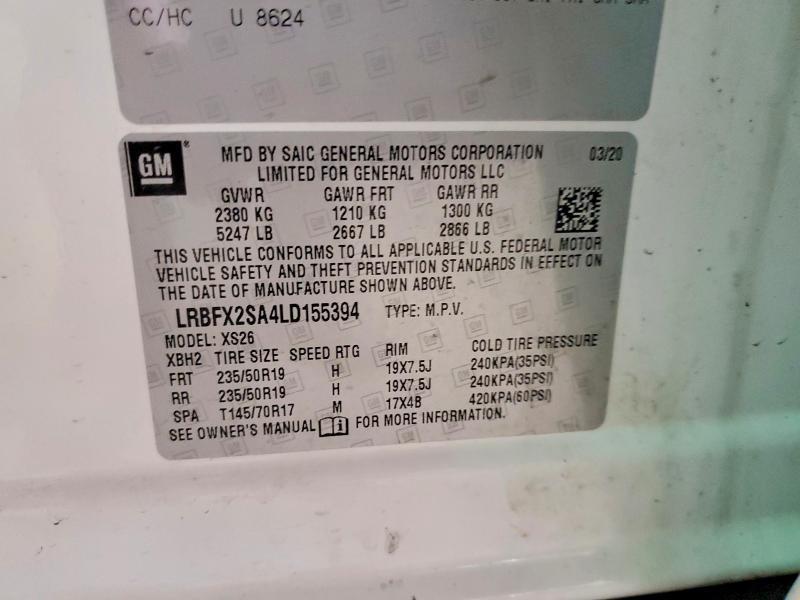 CC/HC U 8624
GM
MFD BY SAIC GENERAL MOTORS CORPORATION 03/20
LIMITED FOR GENERAL MOTORS LLC
GVWR GAWR FRT GAWR RR
2380 KG 1210 KG 1300 KG
5247 LB 2667 LB 2866 LB
THIS VEHICLE CONFORMS TO ALL APPLICABLE U.S. FEDERAL MOTOR
VEHICLE SAFETY AND THEFT PREVENTION STANDARDS IN EFFECT ON
THE DATE OF MANUFACTURE SHOWN ABOVE.
LRBFX2SA4LD155394 TYPE: M.P.V.
MODEL: XS26
XBH2 TIRE SIZE SPEED RTG RIM COLD TIRE PRESSURE
FRT 235/50R19 H 19X7.5J 240KPA(35PSI)
RR 235/50R19 H 19X7.5J 240KPA(35PSI)
SPA T145/70R17 M 17X4B 420KPA(60PSI)
SEE OWNER'S MANUAL FOR MORE INFORMATION.